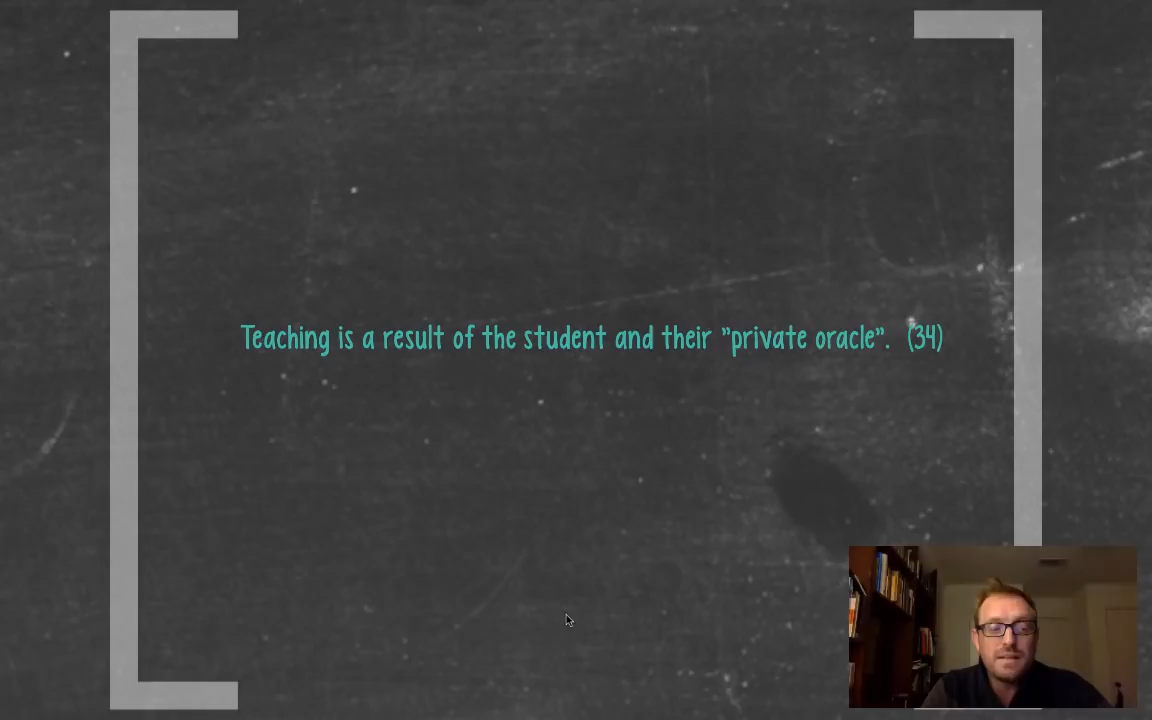 Teaching is a result of the student and their "private oracle". (34)